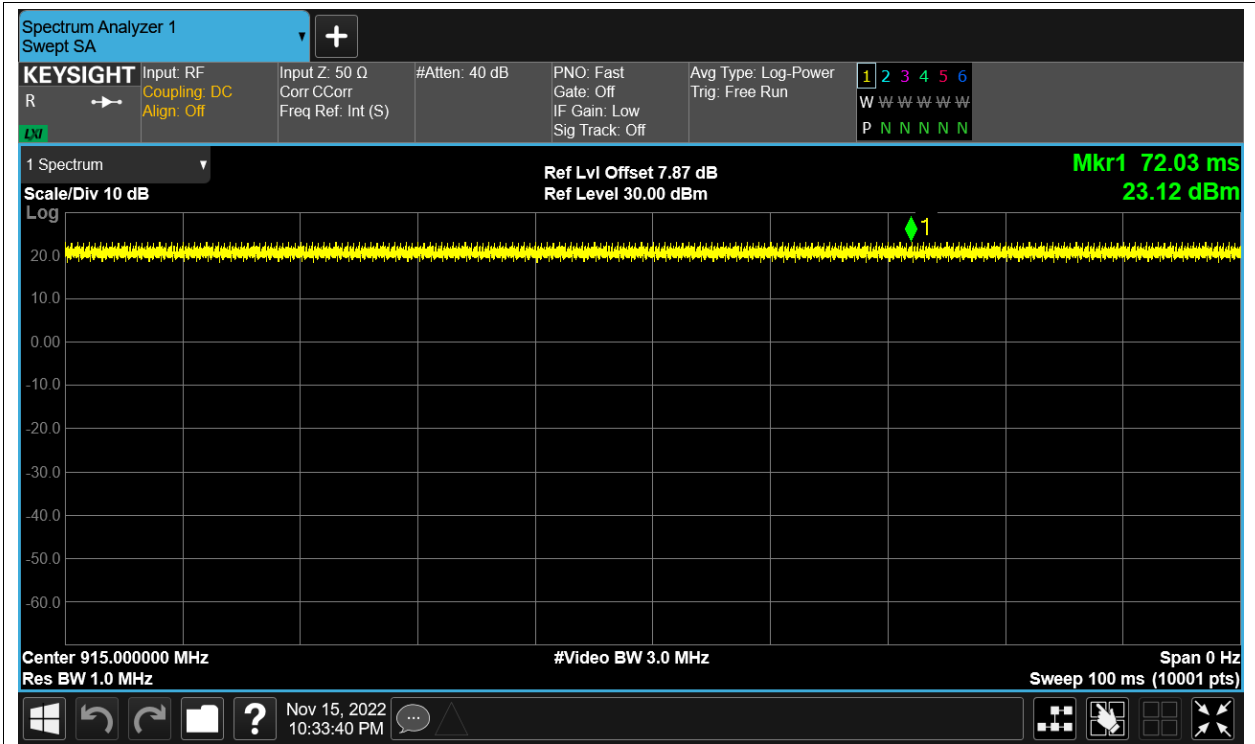 Spectrum Analyzer 1
Swept SA
KEYSIGHT
R
LXI
Input: RF
Coupling: DC
Align: Off
Input Z: 50 Ω
Corr CCorr
Freq Ref: Int (S)
#Atten: 40 dB
PNO: Fast
Gate: Off
IF Gain: Low
Sig Track: Off
Avg Type: Log-Power
Trig: Free Run
1 2 3 4 5 6
W W W W W W
P N N N N N
1 Spectrum
Scale/Div 10 dB
Ref Lvl Offset 7.87 dB
Ref Level 30.00 dBm
Mkr1 72.03 ms
23.12 dBm
Log
1
20.0
10.0
0.00
-10.0
-20.0
-30.0
-40.0
-50.0
-60.0
Center 915.000000 MHz
Res BW 1.0 MHz
#Video BW 3.0 MHz
Span 0 Hz
Sweep 100 ms (10001 pts)
?
Nov 15, 2022
10:33:40 PM